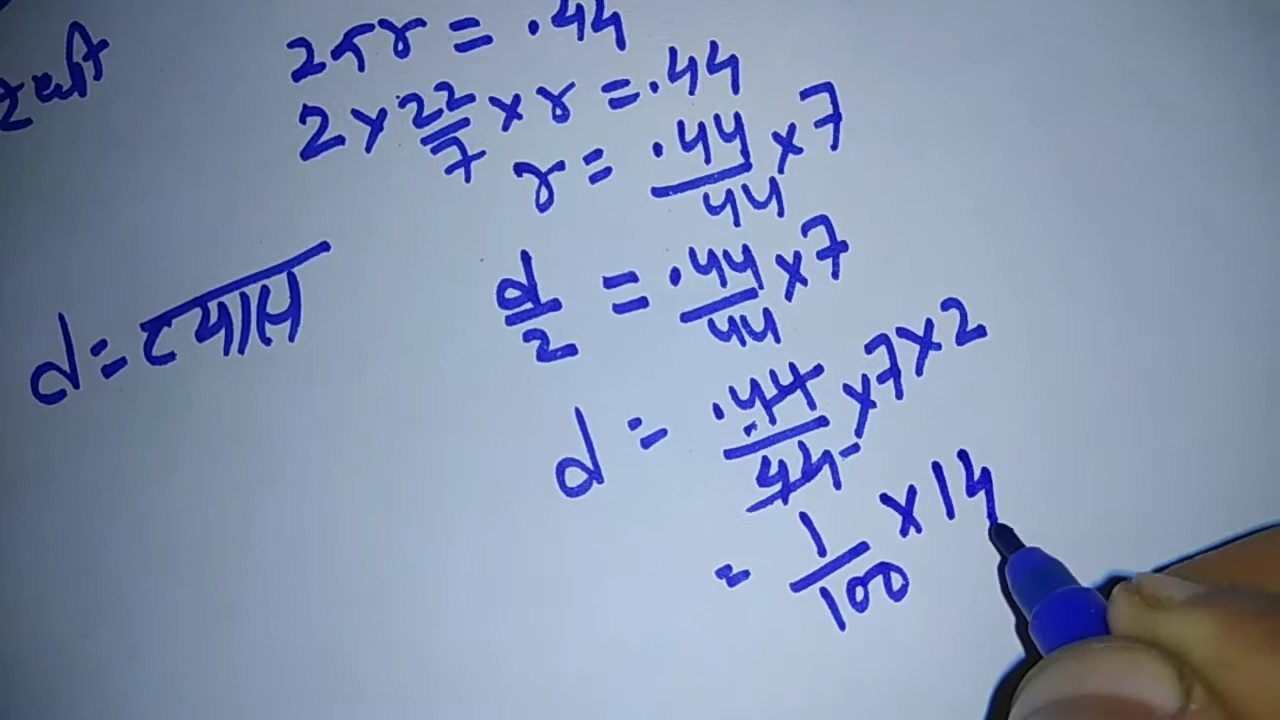 2πr = .44
2 × 22/7 × r = .44
r = .44/44 × 7
d = व्यास
d/2 = .44/44 × 7
d = .44/44 × 7 × 2
= 1/100 × 14